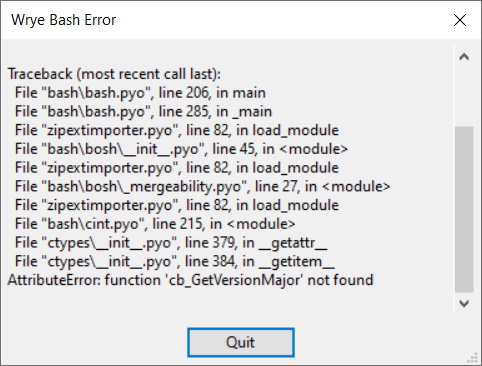 Wrye Bash Error
Traceback (most recent call last):
File "bash\bash.pyo", line 206, in main
File "bash\bash.pyo", line 285, in _main
File "zipextimporter.pyo", line 82, in load_module
File "bash\bosh\__init__.pyo", line 45, in <module>
File "zipextimporter.pyo", line 82, in load_module
File "bash\bosh\_mergeability.pyo", line 27, in <module>
File "zipextimporter.pyo", line 82, in load_module
File "bash\cint.pyo", line 215, in <module>
File "ctypes\__init__.pyo", line 379, in __getattr__
File "ctypes\__init__.pyo", line 384, in __getitem__
AttributeError: function 'cb_GetVersionMajor' not found
Quit